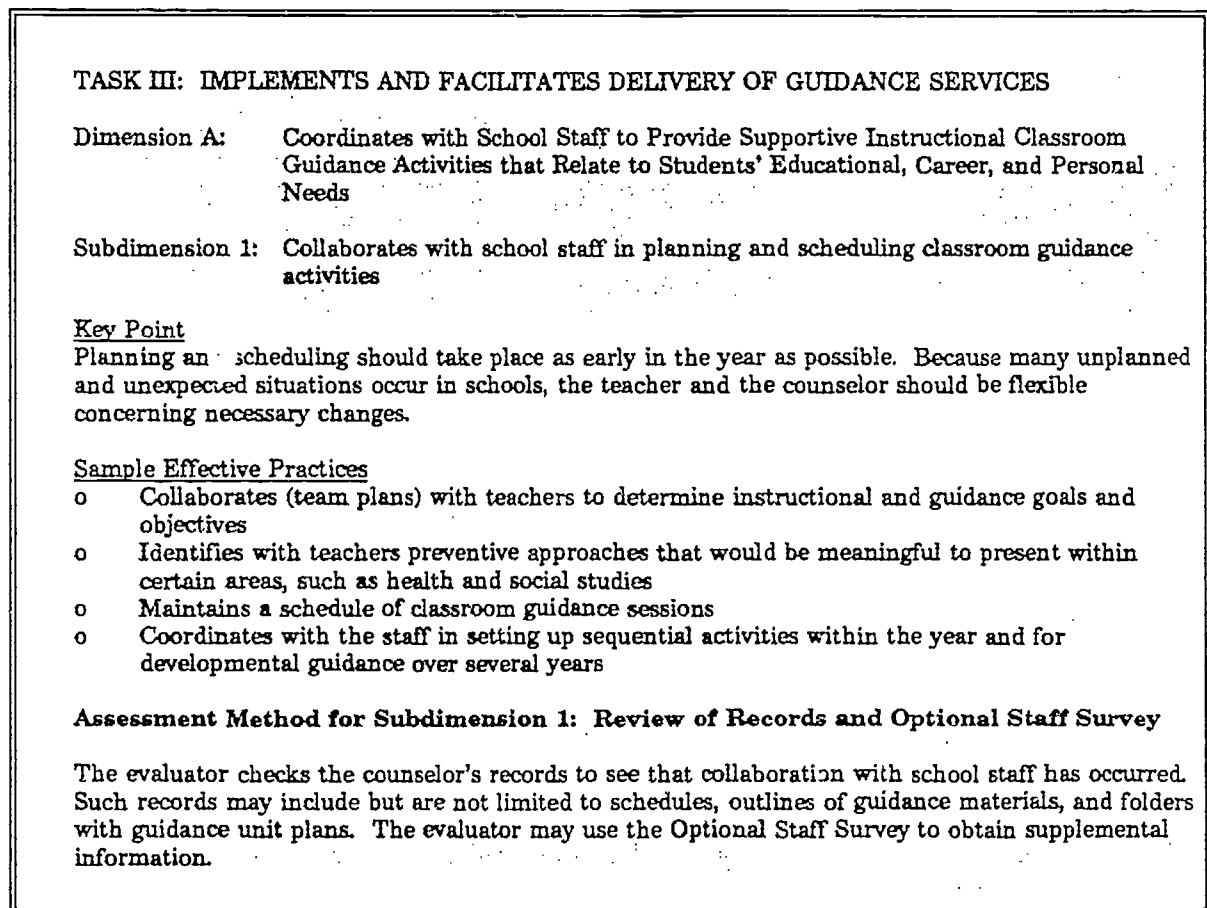 TASK III: IMPLEMENTS AND FACILITATES DELIVERY OF GUIDANCE SERVICES
Dimension A: Coordinates with School Staff to Provide Supportive Instructional Classroom
Guidance Activities that Relate to Students' Educational, Career, and Personal
Needs
Subdimension 1: Collaborates with school staff in planning and scheduling classroom guidance
activities
Key Point
Planning an scheduling should take place as early in the year as possible. Because many unplanned
and unexpected situations occur in schools, the teacher and the counselor should be flexible
concerning necessary changes.
Sample Effective Practices
o Collaborates (team plans) with teachers to determine instructional and guidance goals and
objectives
o Identifies with teachers preventive approaches that would be meaningful to present within
certain areas, such as health and social studies
o Maintains a schedule of classroom guidance sessions
o Coordinates with the staff in setting up sequential activities within the year and for
developmental guidance over several years
Assessment Method for Subdimension 1: Review of Records and Optional Staff Survey
The evaluator checks the counselor's records to see that collaboration with school staff has occurred.
Such records may include but are not limited to schedules, outlines of guidance materials, and folders
with guidance unit plans. The evaluator may use the Optional Staff Survey to obtain supplemental
information.